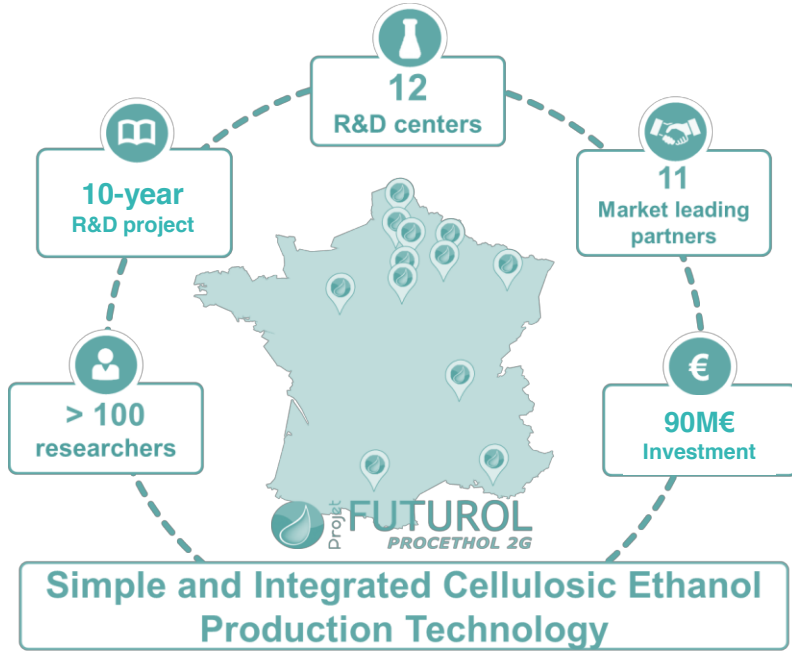 12
R&D centers
10-year
R&D project
11
Market leading
partners
> 100
researchers
€
90M€
Investment
Projet
FUTUROL
PROCETHOL 2G
Simple and Integrated Cellulosic Ethanol
Production Technology